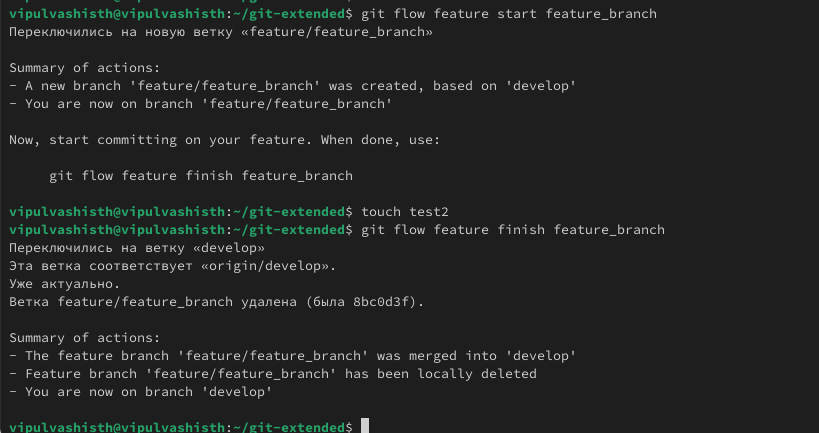 vipulvashisth@vipulvashisth:~/git-extended$ git flow feature start feature_branch
Переключились на новую ветку «feature/feature_branch»
Summary of actions:
- A new branch 'feature/feature_branch' was created, based on 'develop'
- You are now on branch 'feature/feature_branch'
Now, start committing on your feature. When done, use:
git flow feature finish feature_branch
vipulvashisth@vipulvashisth:~/git-extended$ touch test2
vipulvashisth@vipulvashisth:~/git-extended$ git flow feature finish feature_branch
Переключились на ветку «develop»
Эта ветка соответствует «origin/develop».
Уже актуально.
Ветка feature/feature_branch удалена (была 8bc0d3f).
Summary of actions:
- The feature branch 'feature/feature_branch' was merged into 'develop'
- Feature branch 'feature/feature_branch' has been locally deleted
- You are now on branch 'develop'
vipulvashisth@vipulvashisth:~/git-extended$